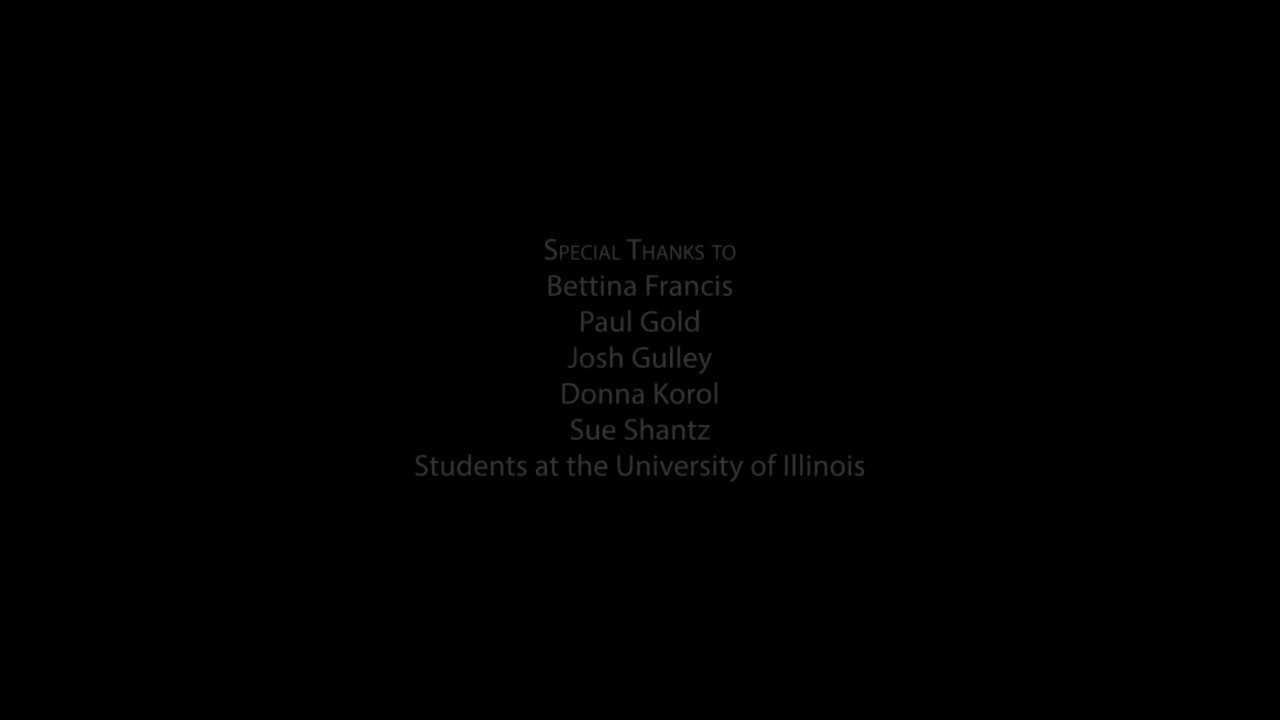 Special Thanks to
Bettina Francis
Paul Gold
Josh Gulley
Donna Korol
Sue Shantz
Students at the University of Illinois